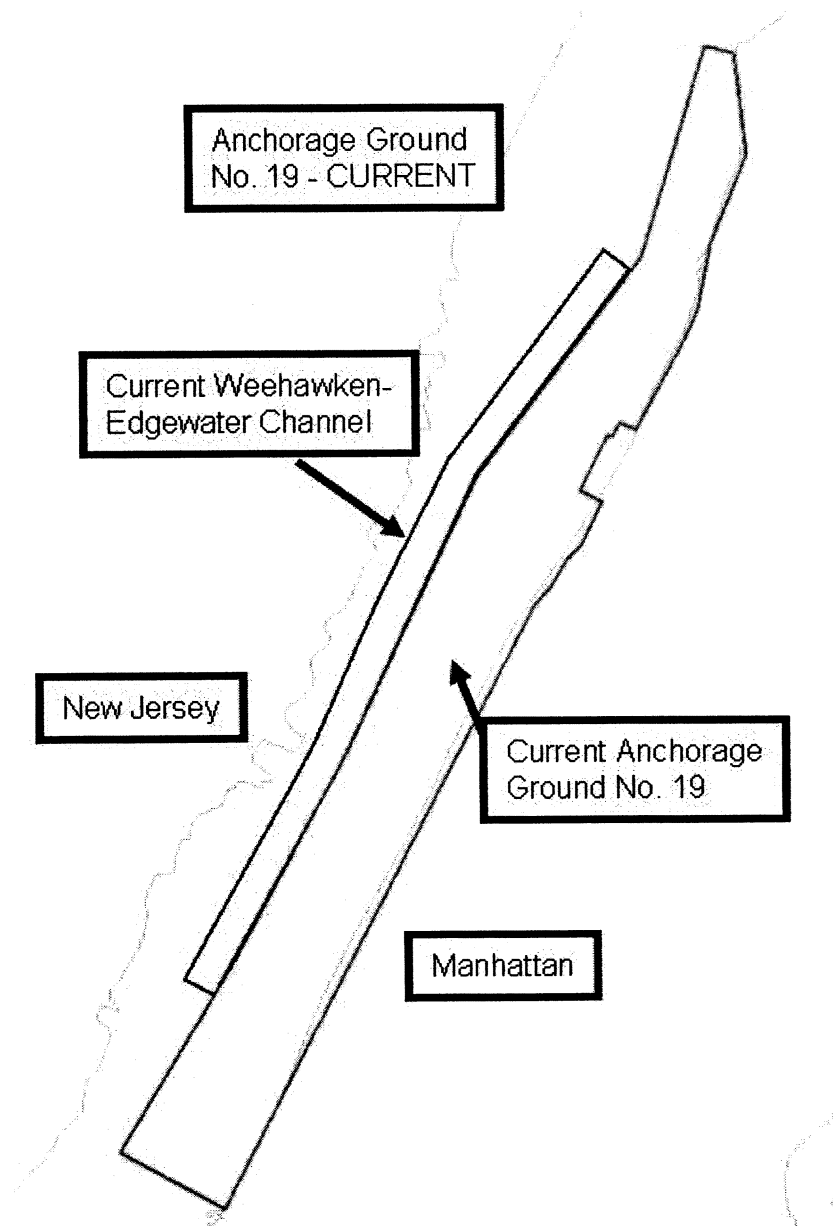 Anchorage Ground
No. 19 - CURRENT
Current Weehawken-
Edgewater Channel
New Jersey
Current Anchorage
Ground No. 19
Manhattan